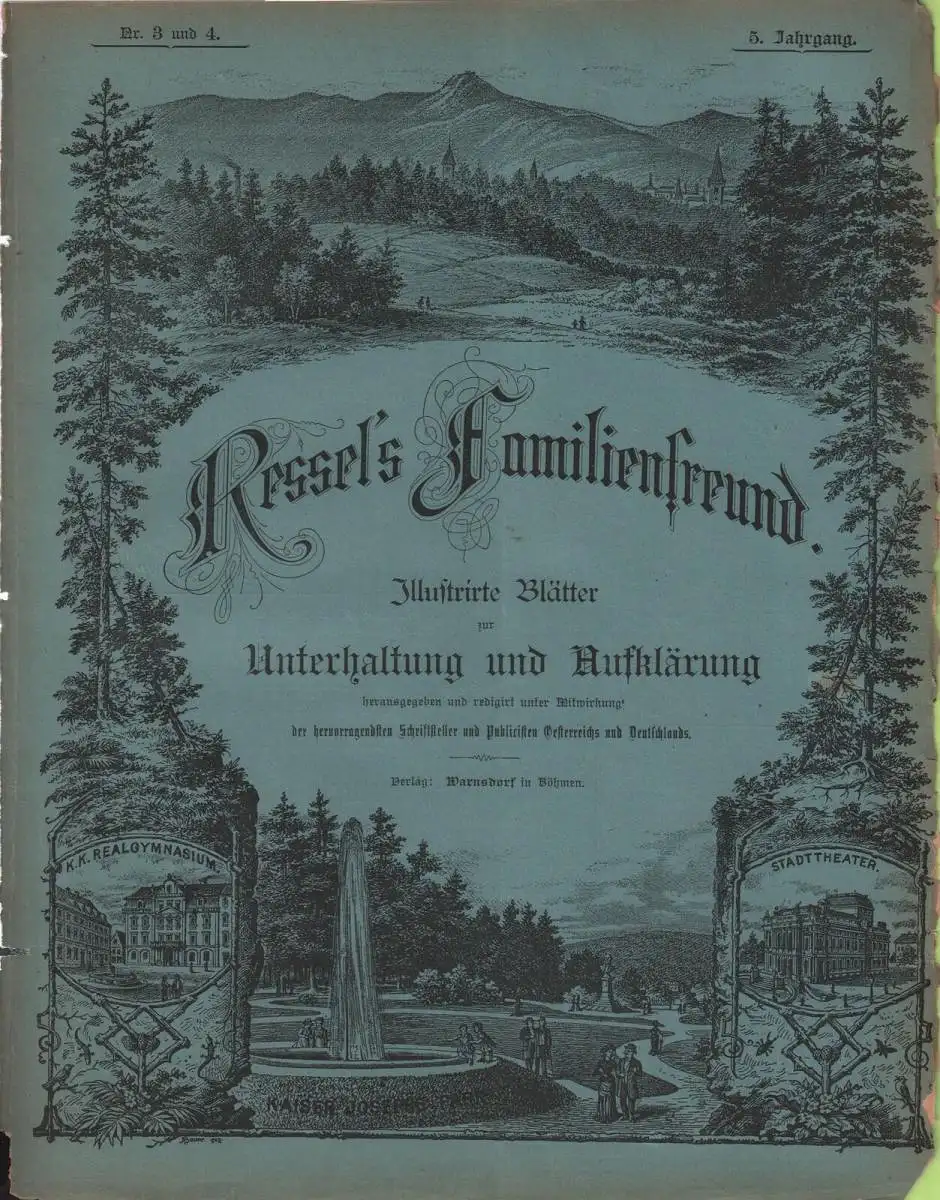 Nr. 3 und 4.
5. Jahrgang.
Ressel's Familienfreund.
Illustrirte Blätter
zur
Unterhaltung und Aufklärung
herausgegeben und redigirt unter Mitwirkung
der hervorragendsten Schriftsteller und Publicisten Oesterreichs und Deutschlands.
Verlag: Warnsdorf in Böhmen.
K.K. REALGYMNASIUM
STADTTHEATER.
KAISER JOSEFS